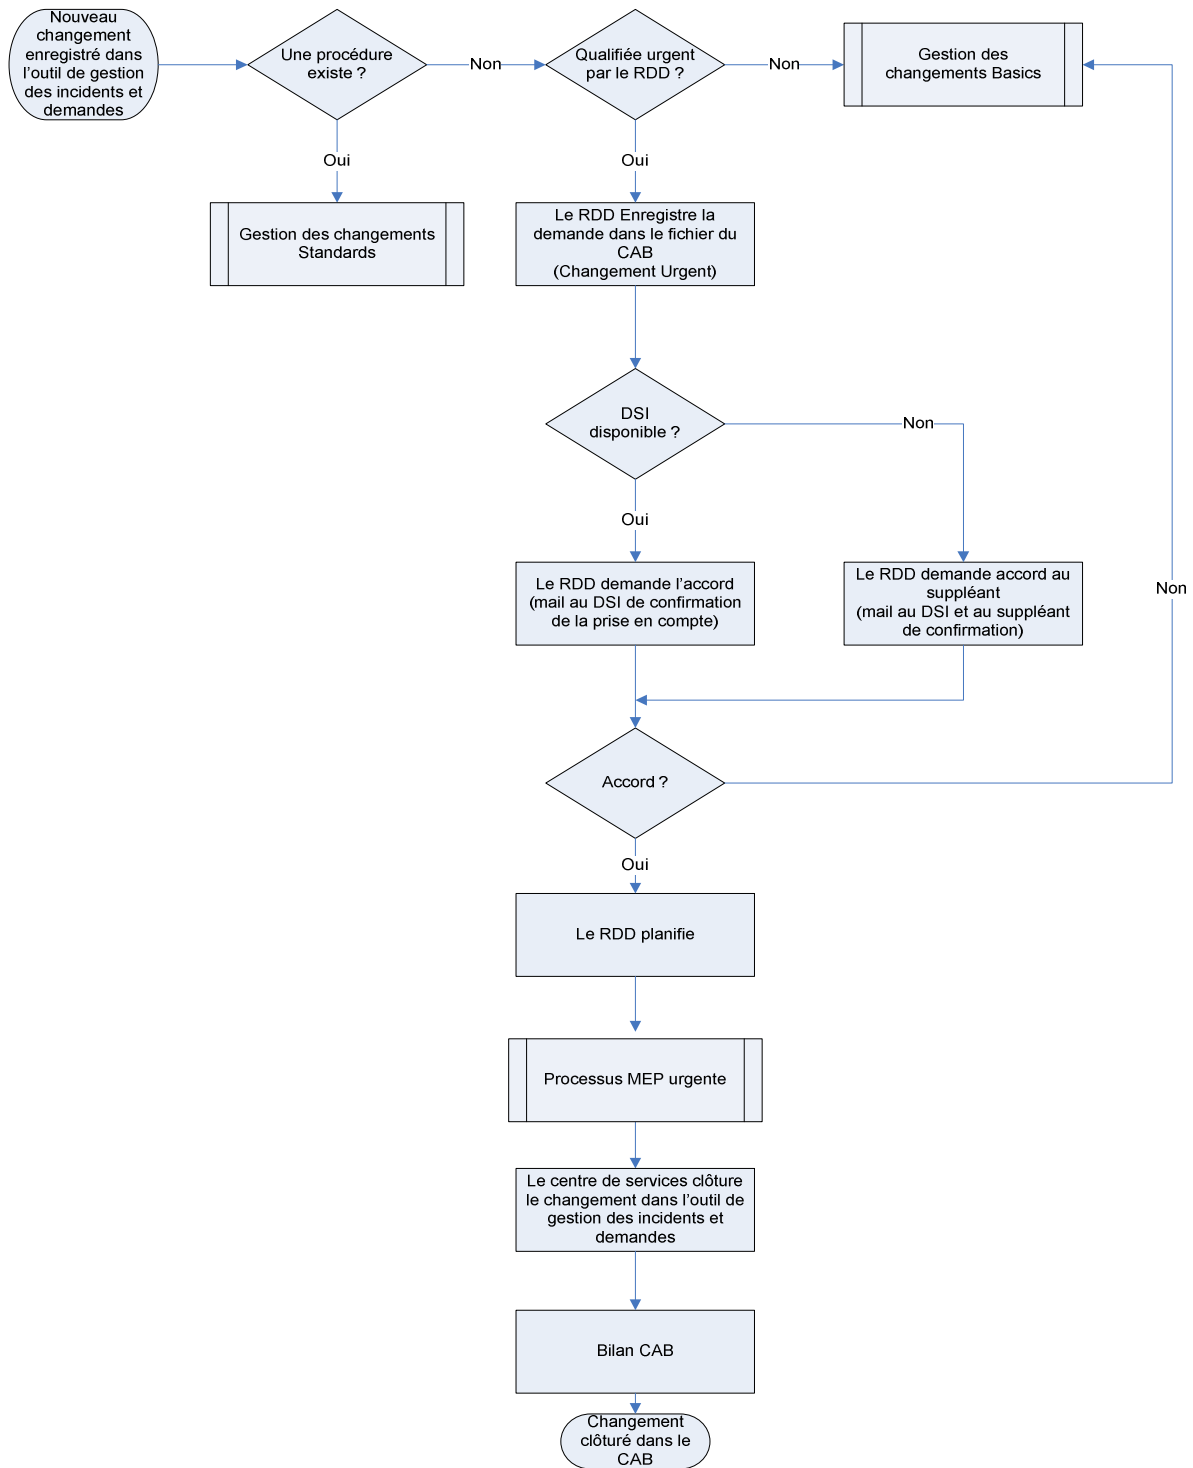 Nouveau
changement
enregistré dans
l’outil de gestion
des incidents et
demandes
Une procédure
existe ?
Non
Qualifiée urgent
par le RDD ?
Non
Gestion des
changements Basics
Oui
Oui
Gestion des changements
Standards
Le RDD Enregistre la
demande dans le fichier du
CAB
(Changement Urgent)
DSI
disponible ?
Non
Oui
Le RDD demande l’accord
(mail au DSI de confirmation
de la prise en compte)
Le RDD demande accord au
suppléant
(mail au DSI et au suppléant
de confirmation)
Non
Accord ?
Oui
Le RDD planifie
Processus MEP urgente
Le centre de services clôture
le changement dans l’outil de
gestion des incidents et
demandes
Bilan CAB
Changement
clôturé dans le
CAB